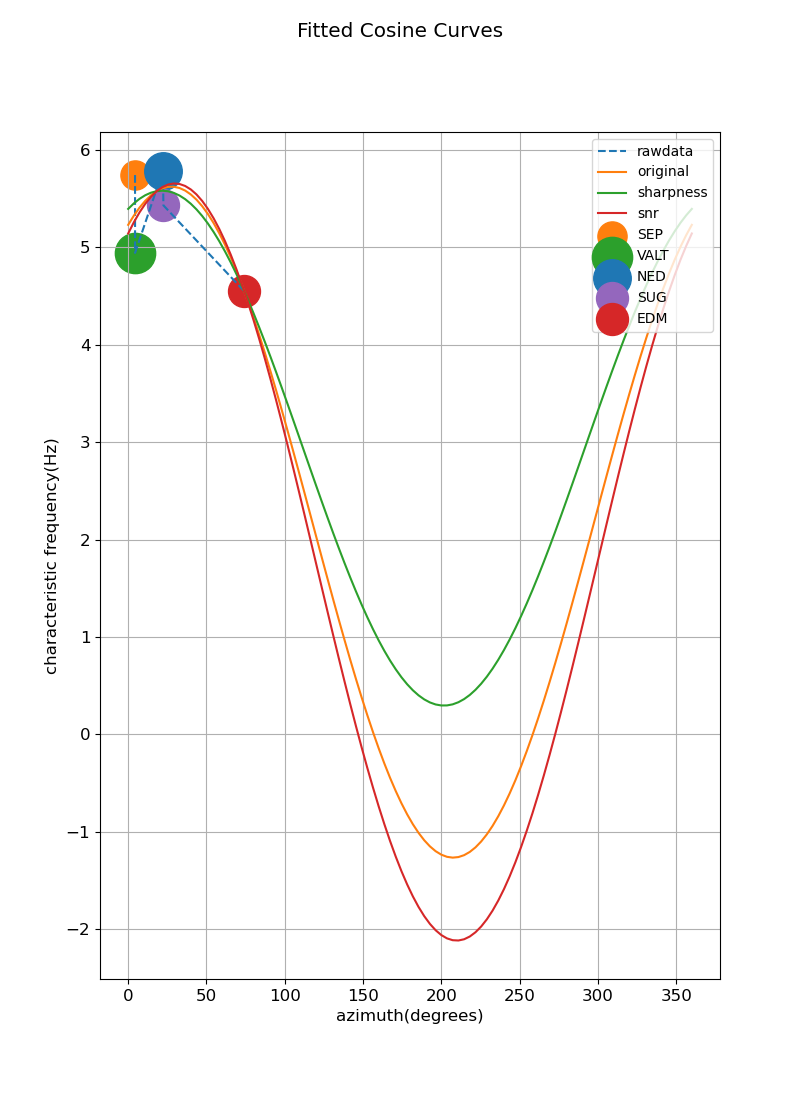 Fitted Cosine Curves
6
5
4
3
2
1
0
−1
−2
characteristic frequency(Hz)
0 50 100 150 200 250 300 350
azimuth(degrees)
rawdata
original
sharpness
snr
SEP
VALT
NED
SUG
EDM